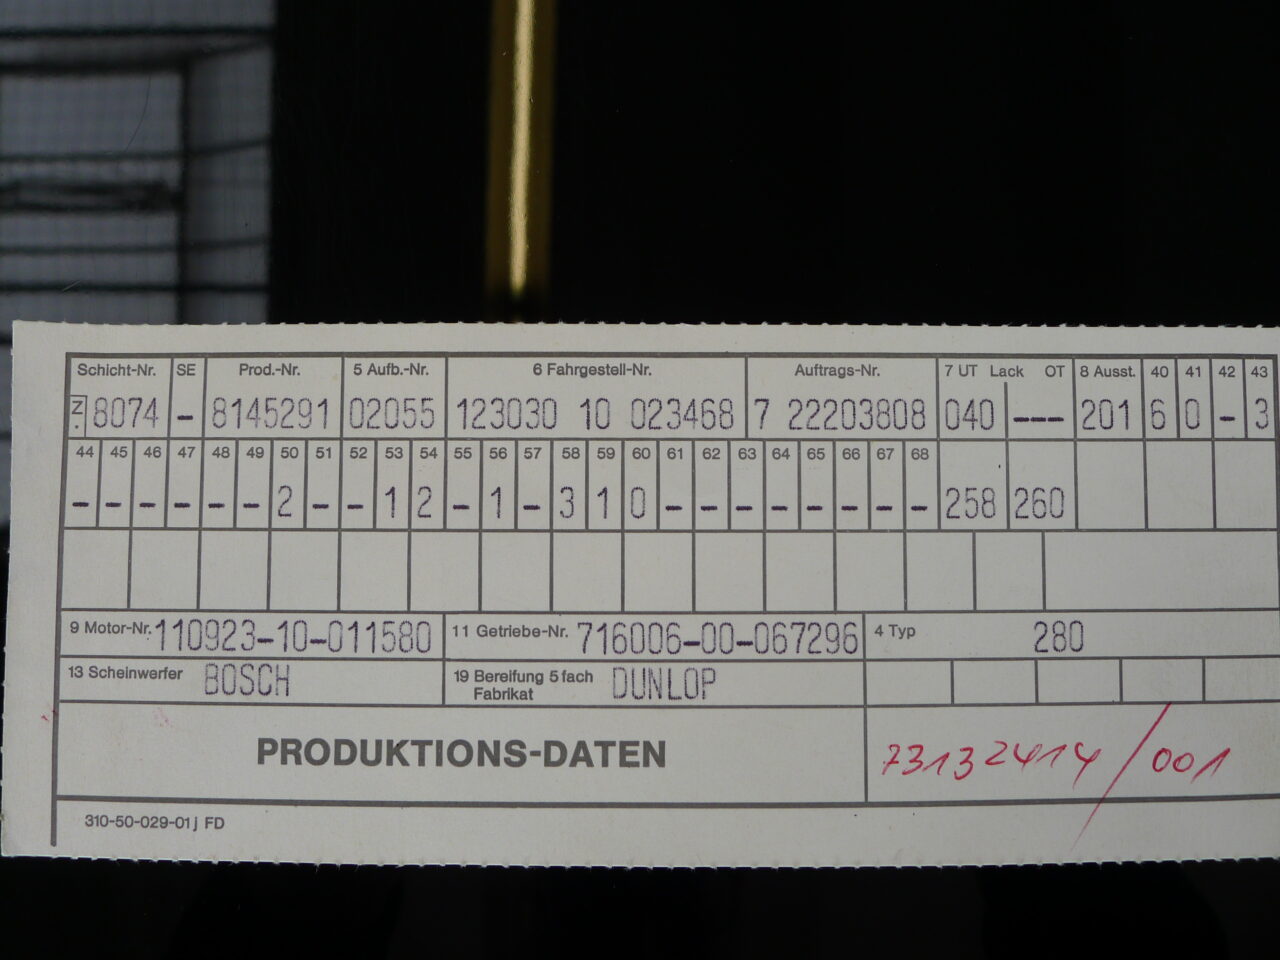 Schicht-Nr. SE Prod.-Nr. 5 Aufb.-Nr. 6 Fahrgestell-Nr. Auftrags-Nr. 7 UT Lack OT 8 Ausst. 40 41 42 43
Z. 8074 - 8145291 02055 123030 10 023468 7 22203808 040 --- 201 6 0 - 3
44 45 46 47 48 49 50 51 52 53 54 55 56 57 58 59 60 61 62 63 64 65 66 67 68
- - - - - - 2 - - 1 2 - 1 - 3 1 0 - - - - - - - - 258 260
9 Motor-Nr. 110923-10-011580 11 Getriebe-Nr. 716006-00-067296 4 Typ 280
13 Scheinwerfer BOSCH 19 Bereifung 5 fach DUNLOP
Fabrikat
PRODUKTIONS-DATEN 73132414/001
310-50-029-01 j FD